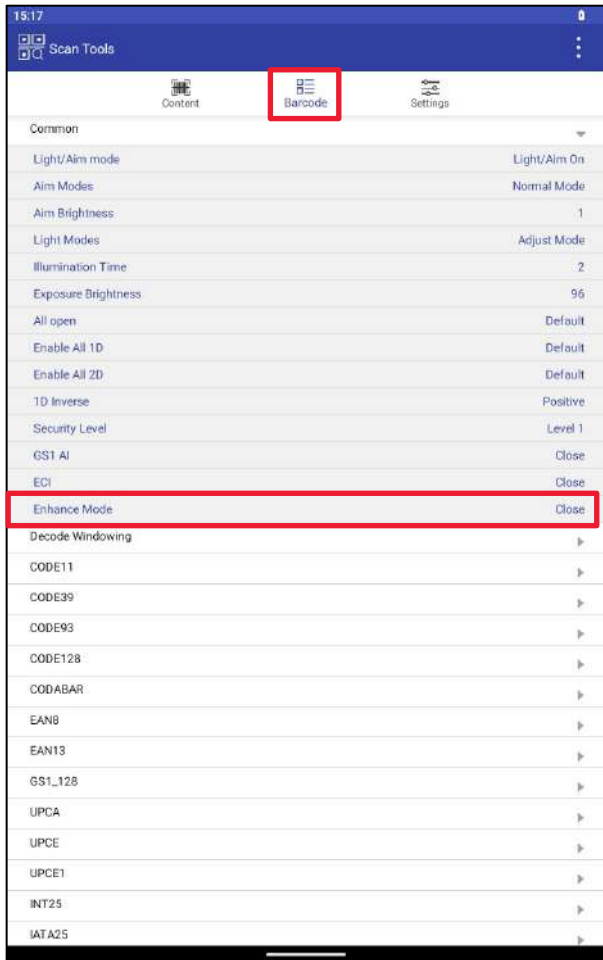 15:17
Scan Tools
Content Barcode Settings
Common
Light/Aim mode Light/Aim On
Aim Modes Normal Mode
Aim Brightness 1
Light Modes Adjust Mode
Illumination Time 2
Exposure Brightness 96
All open Default
Enable All 1D Default
Enable All 2D Default
1D Inverse Positive
Security Level Level 1
GS1 AI Close
ECI Close
Enhance Mode Close
Decode Windowing
CODE11
CODE39
CODE93
CODE128
CODABAR
EAN8
EAN13
GS1_128
UPCA
UPCE
UPCE1
INT25
IATA25